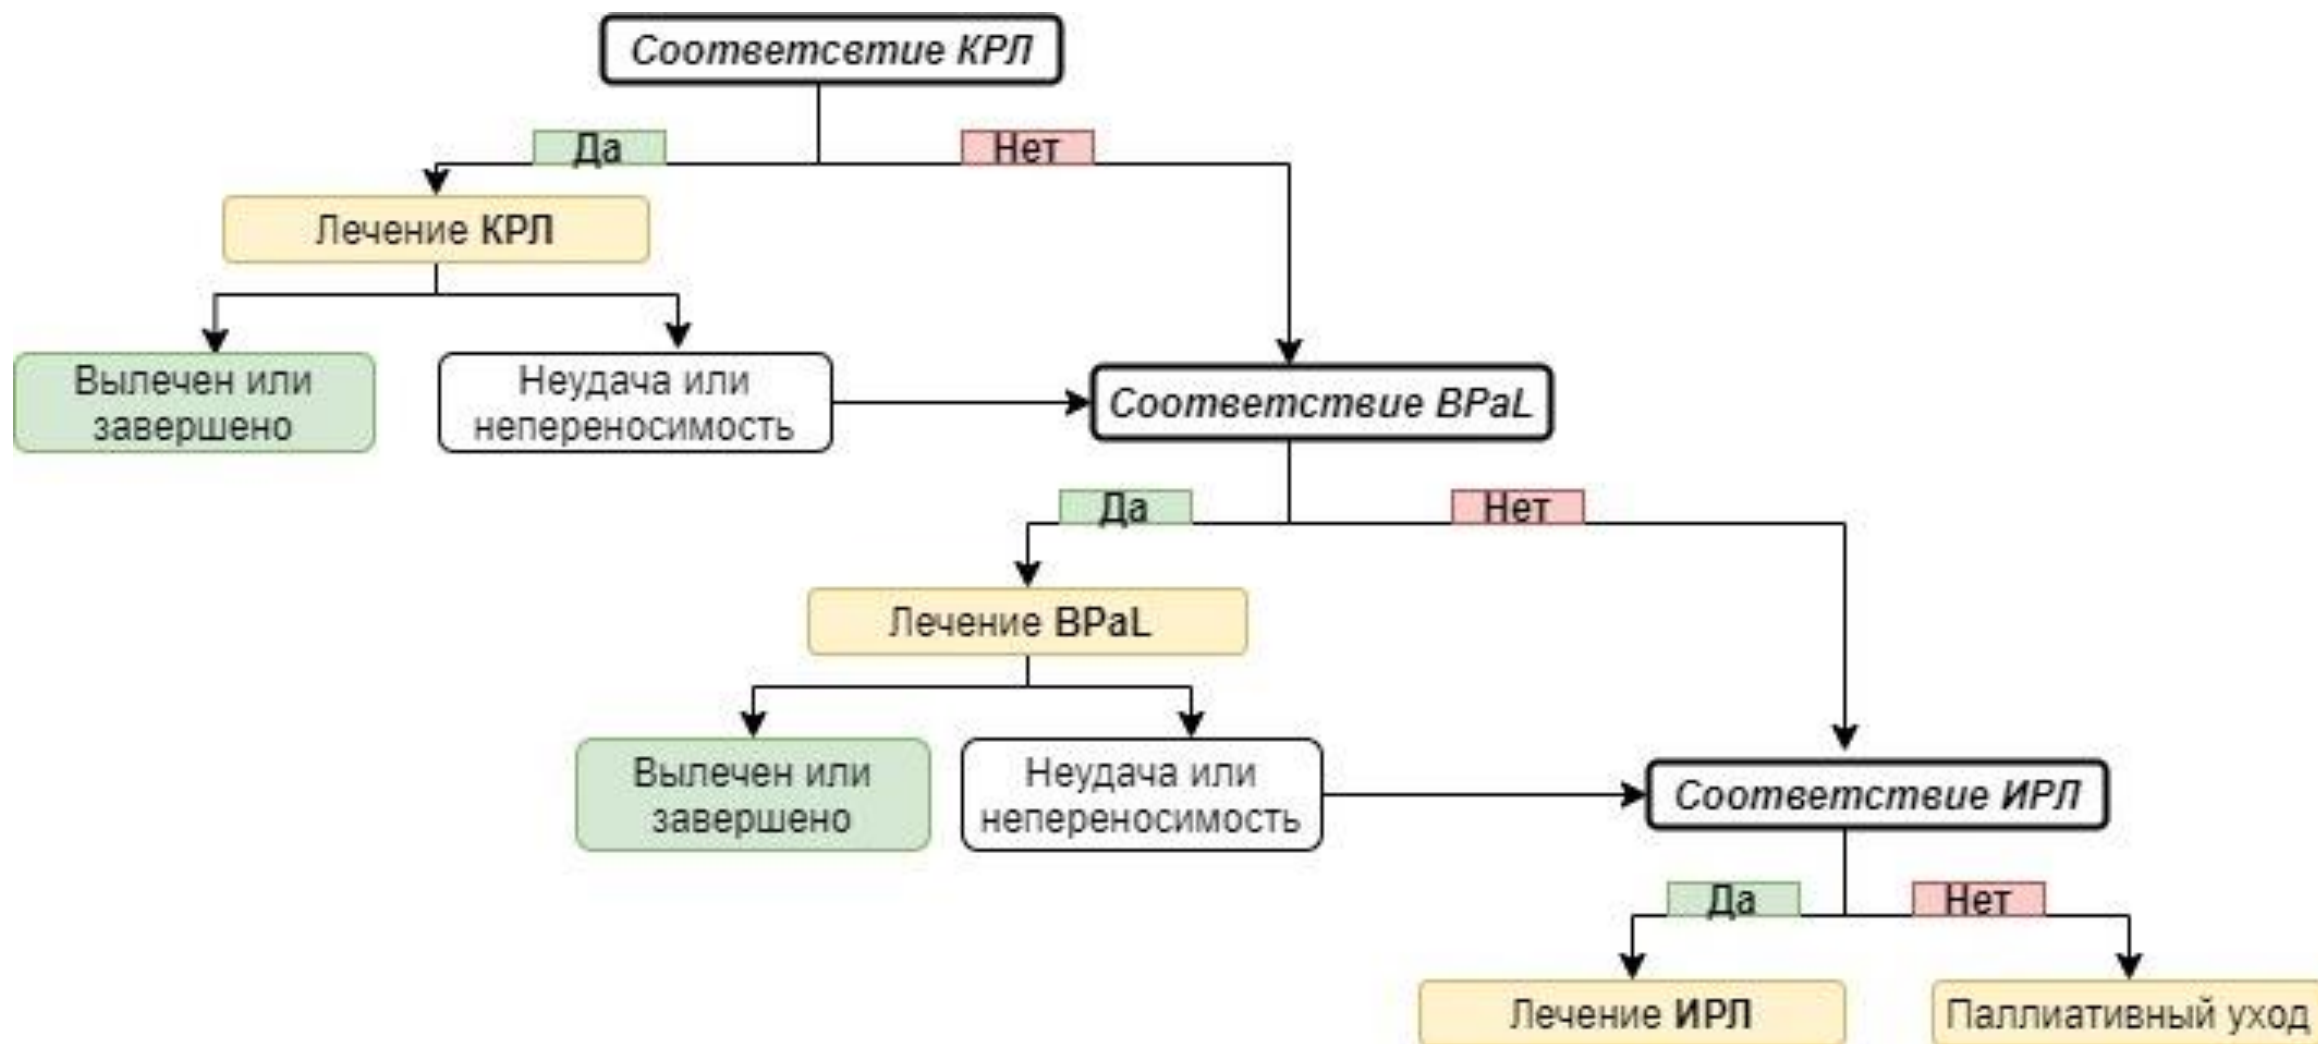 Соответсвтие КРЛ
Да
Нет
Лечение КРЛ
Вылечен или
завершено
Неудача или
непереносимость
Соответствие BPaL
Да
Нет
Лечение BPaL
Вылечен или
завершено
Неудача или
непереносимость
Соответствие ИРЛ
Да
Нет
Лечение ИРЛ
Паллиативный уход